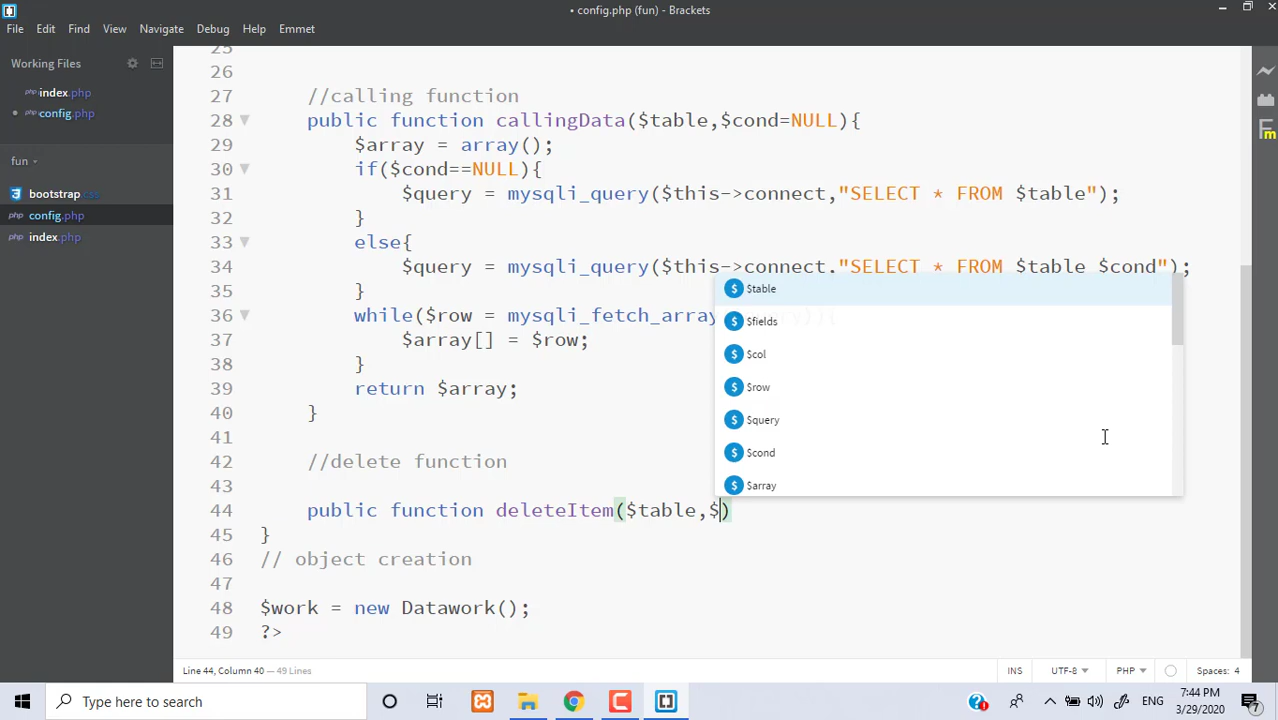 • config.php (fun) - Brackets
File Edit Find View Navigate Debug Help Emmet
Working Files
index.php
• config.php
fun
bootstrap.css
config.php
index.php
25
26
27 //calling function
28 public function callingData($table,$cond=NULL){
29 $array = array();
30 if($cond==NULL){
31 $query = mysqli_query($this->connect,"SELECT * FROM $table");
32 }
33 else{
34 $query = mysqli_query($this->connect,"SELECT * FROM $table $cond");
35 }
36 while($row = mysqli_fetch_array
37 $array[] = $row;
38 }
39 return $array;
40 }
41
42 //delete function
43
44 public function deleteItem($table,$)
45 }
46 // object creation
47
48 $work = new Datawork();
49 ?>
$table
$fields
$col
$row
$query
$cond
$array
Line 44, Column 40 — 49 Lines
INS UTF-8 PHP Spaces: 4
Type here to search
ENG
7:44 PM
3/29/2020
7